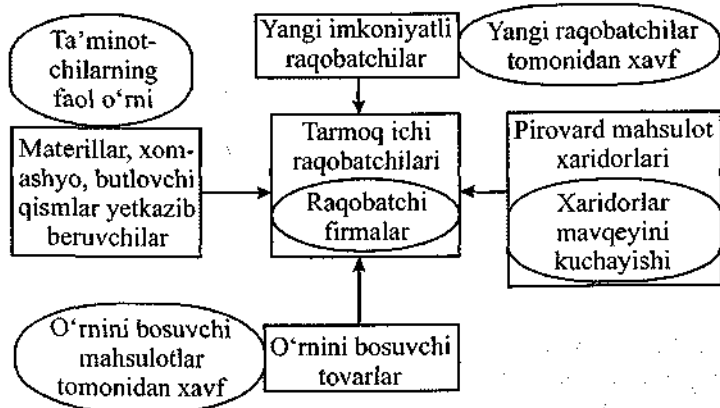 Ta'minot-
chilarning
faol o‘rni
Yangi imkoniyatli
raqobatchilar
Yangi raqobchilar
tomonidan xavf
Materillar, xom-
ashyo, butlovchi
qismlar yetkazib
beruvchilar
Tarmoq ichi
raqobatchilari
Raqobatchi
firmalar
Pirovard mahsulot
xaridorlari
Xaridorlar
mavqeyini
kuchayishi
O‘rnini bosuvchi
mahsulotlar
tomonidan xavf
O‘rnini bosuvchi
tovarlar